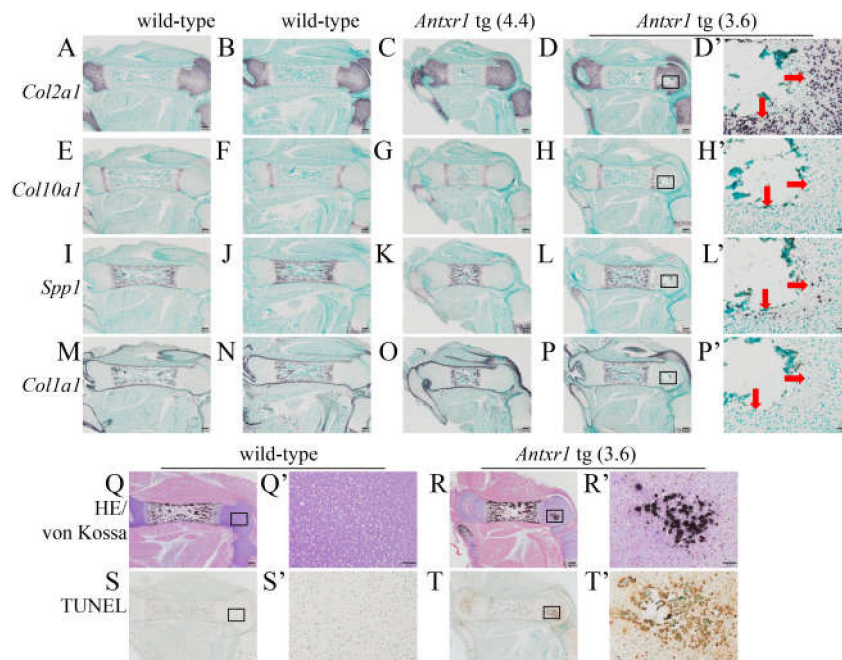 wild-type wild-type Antxr1 tg (4.4) Antxr1 tg (3.6)
A B C D D’
Col2a1
E F G H H’
Col10a1
I J K L L’
Spp1
M N O P P’
Col1a1
wild-type Antxr1 tg (3.6)
Q Q’ R R’
HE/
von Kossa
S S’ T T’
TUNEL